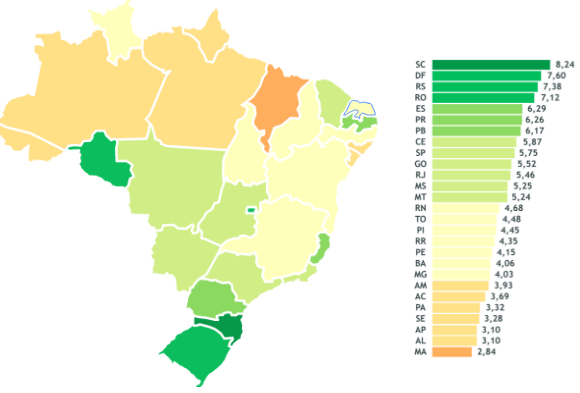 SC 8,24
DF 7,60
RS 7,38
RO 7,12
ES 6,29
PR 6,26
PB 6,17
CE 5,87
SP 5,75
GO 5,52
RJ 5,46
MS 5,25
MT 5,24
RN 4,68
TO 4,48
PI 4,45
RR 4,35
PE 4,15
BA 4,06
MG 4,03
AM 3,93
AC 3,69
PA 3,32
SE 3,28
AP 3,10
AL 3,10
MA 2,84